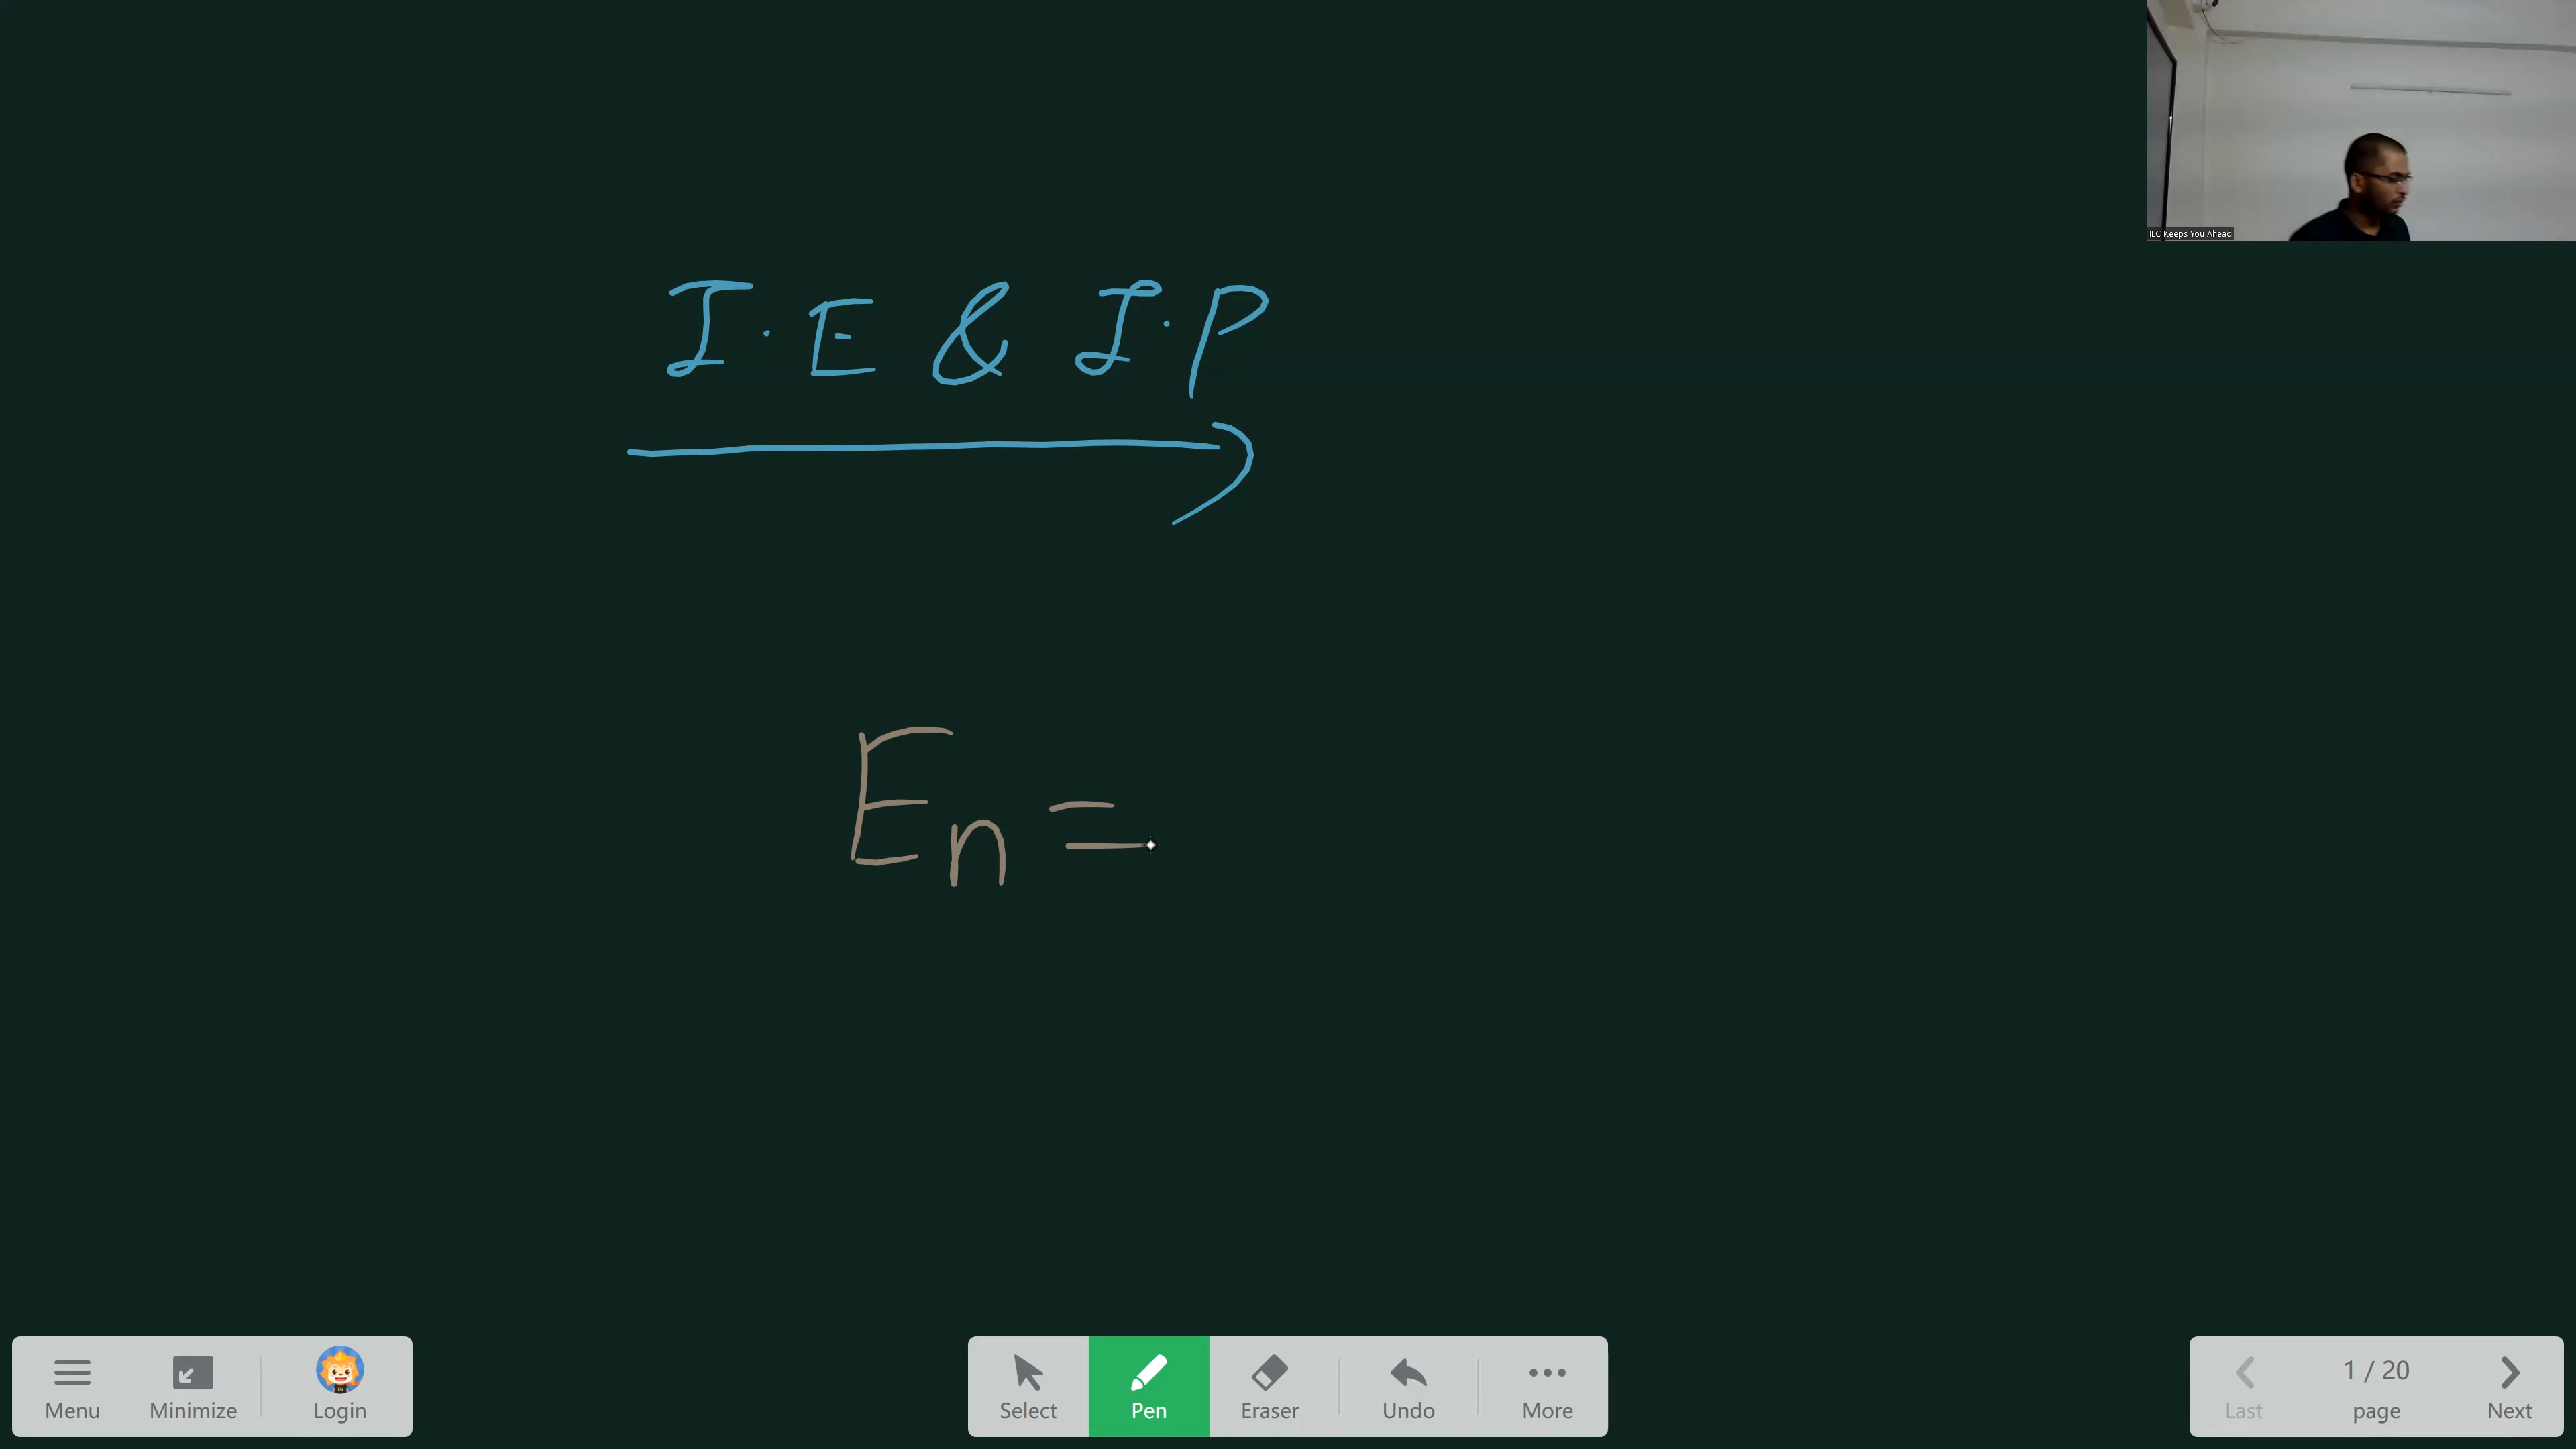 ILC Keeps You Ahead
I·E & I·P
En =
Menu
Minimize
Login
Select
Pen
Eraser
Undo
More
Last
1 / 20
page
Next